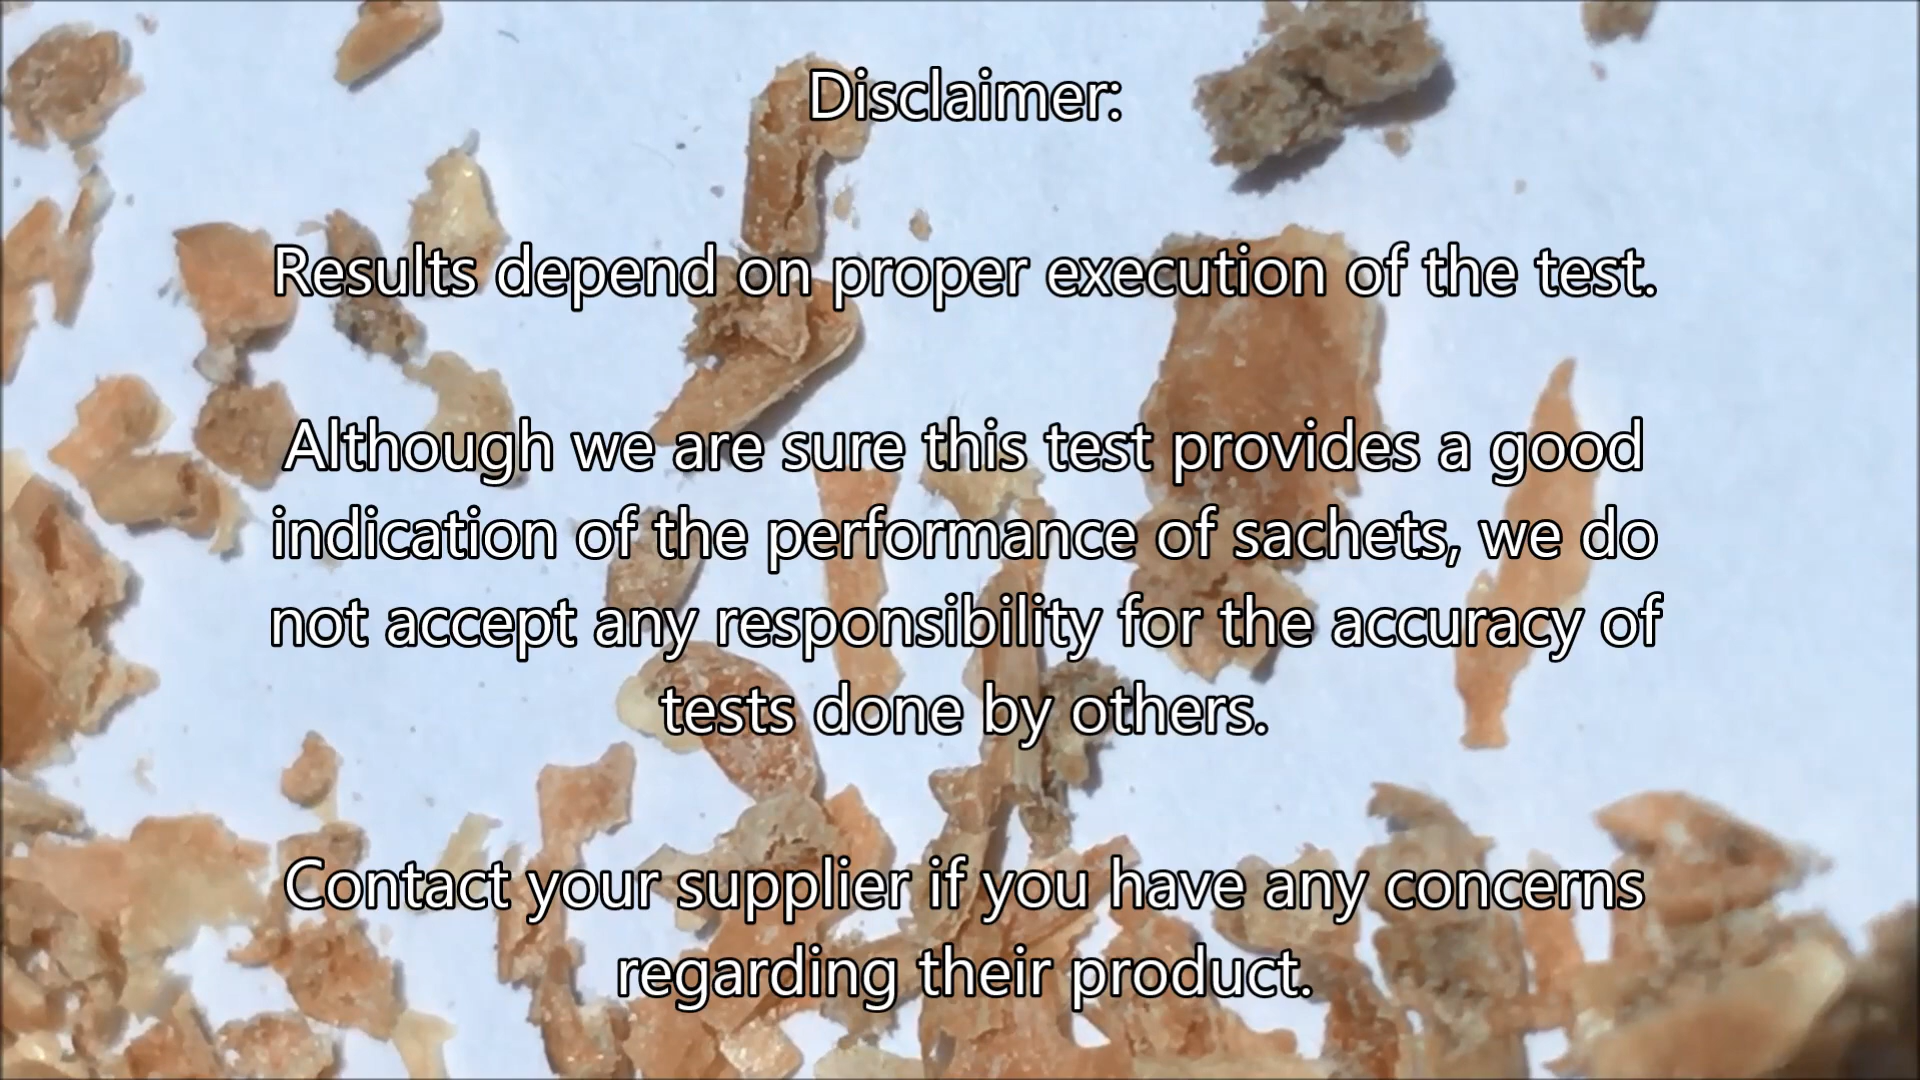 Disclaimer:
Results depend on proper execution of the test.
Although we are sure this test provides a good
indication of the performance of sachets, we do
not accept any responsibility for the accuracy of
tests done by others.
Contact your supplier if you have any concerns
regarding their product.